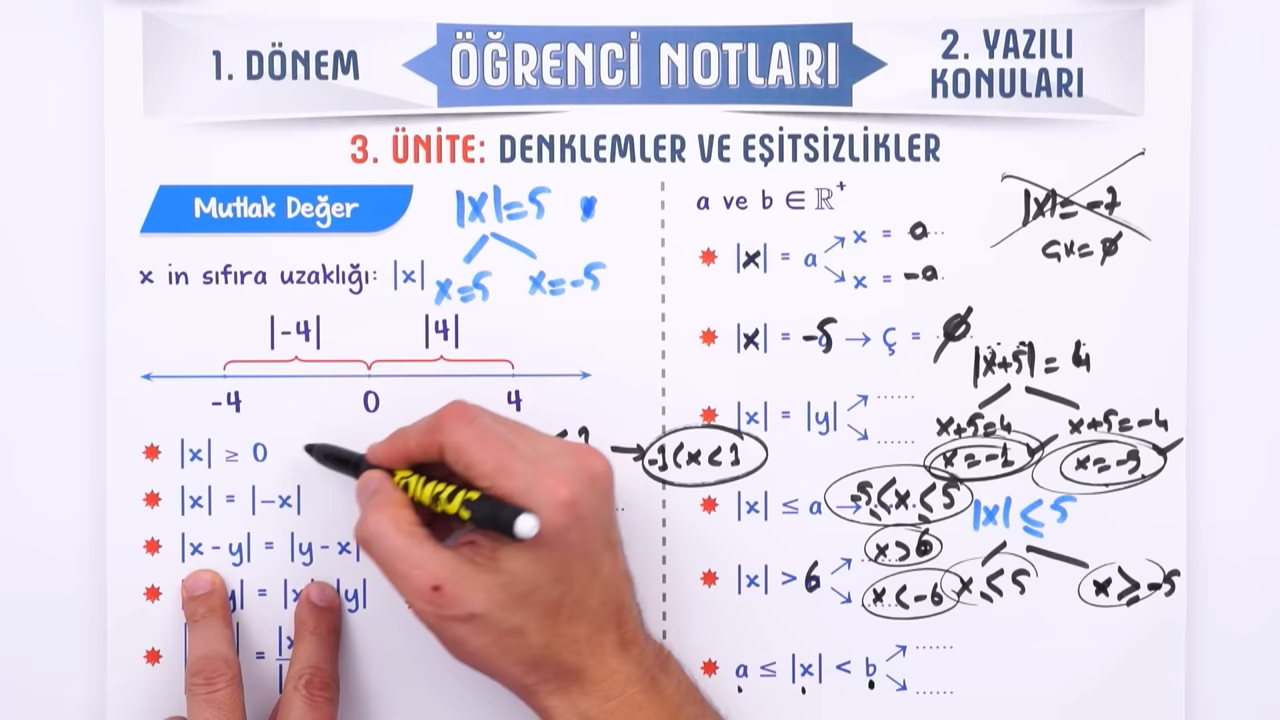 1. DÖNEM
ÖĞRENCİ NOTLARI
2. YAZILI
KONULARI
3. ÜNİTE: DENKLEMLER VE EŞİTSİZLİKLER
Mutlak Değer
|x|=5
x in sıfıra uzaklığı: |x|
x=5
x=-5
|-4|
|4|
-4
0
4
|x| ≥ 0
|x| = |-x|
|x - y| = |y - x|
a ve b ∈ ℝ⁺
|x| = a
x = a
x = -a
|x|=-7
ÇK=∅
|x| = -5 → Ç = ∅
|x+5|=4
x+5=4
x+5=-4
x=-1
x=-9
|x| = |y|
→ -1<x<1
|x| ≤ a → -5≤x≤5
|x|≤5
x≤5
x≥-5
|x| > 6
x>6
x<-6
a ≤ |x| < b